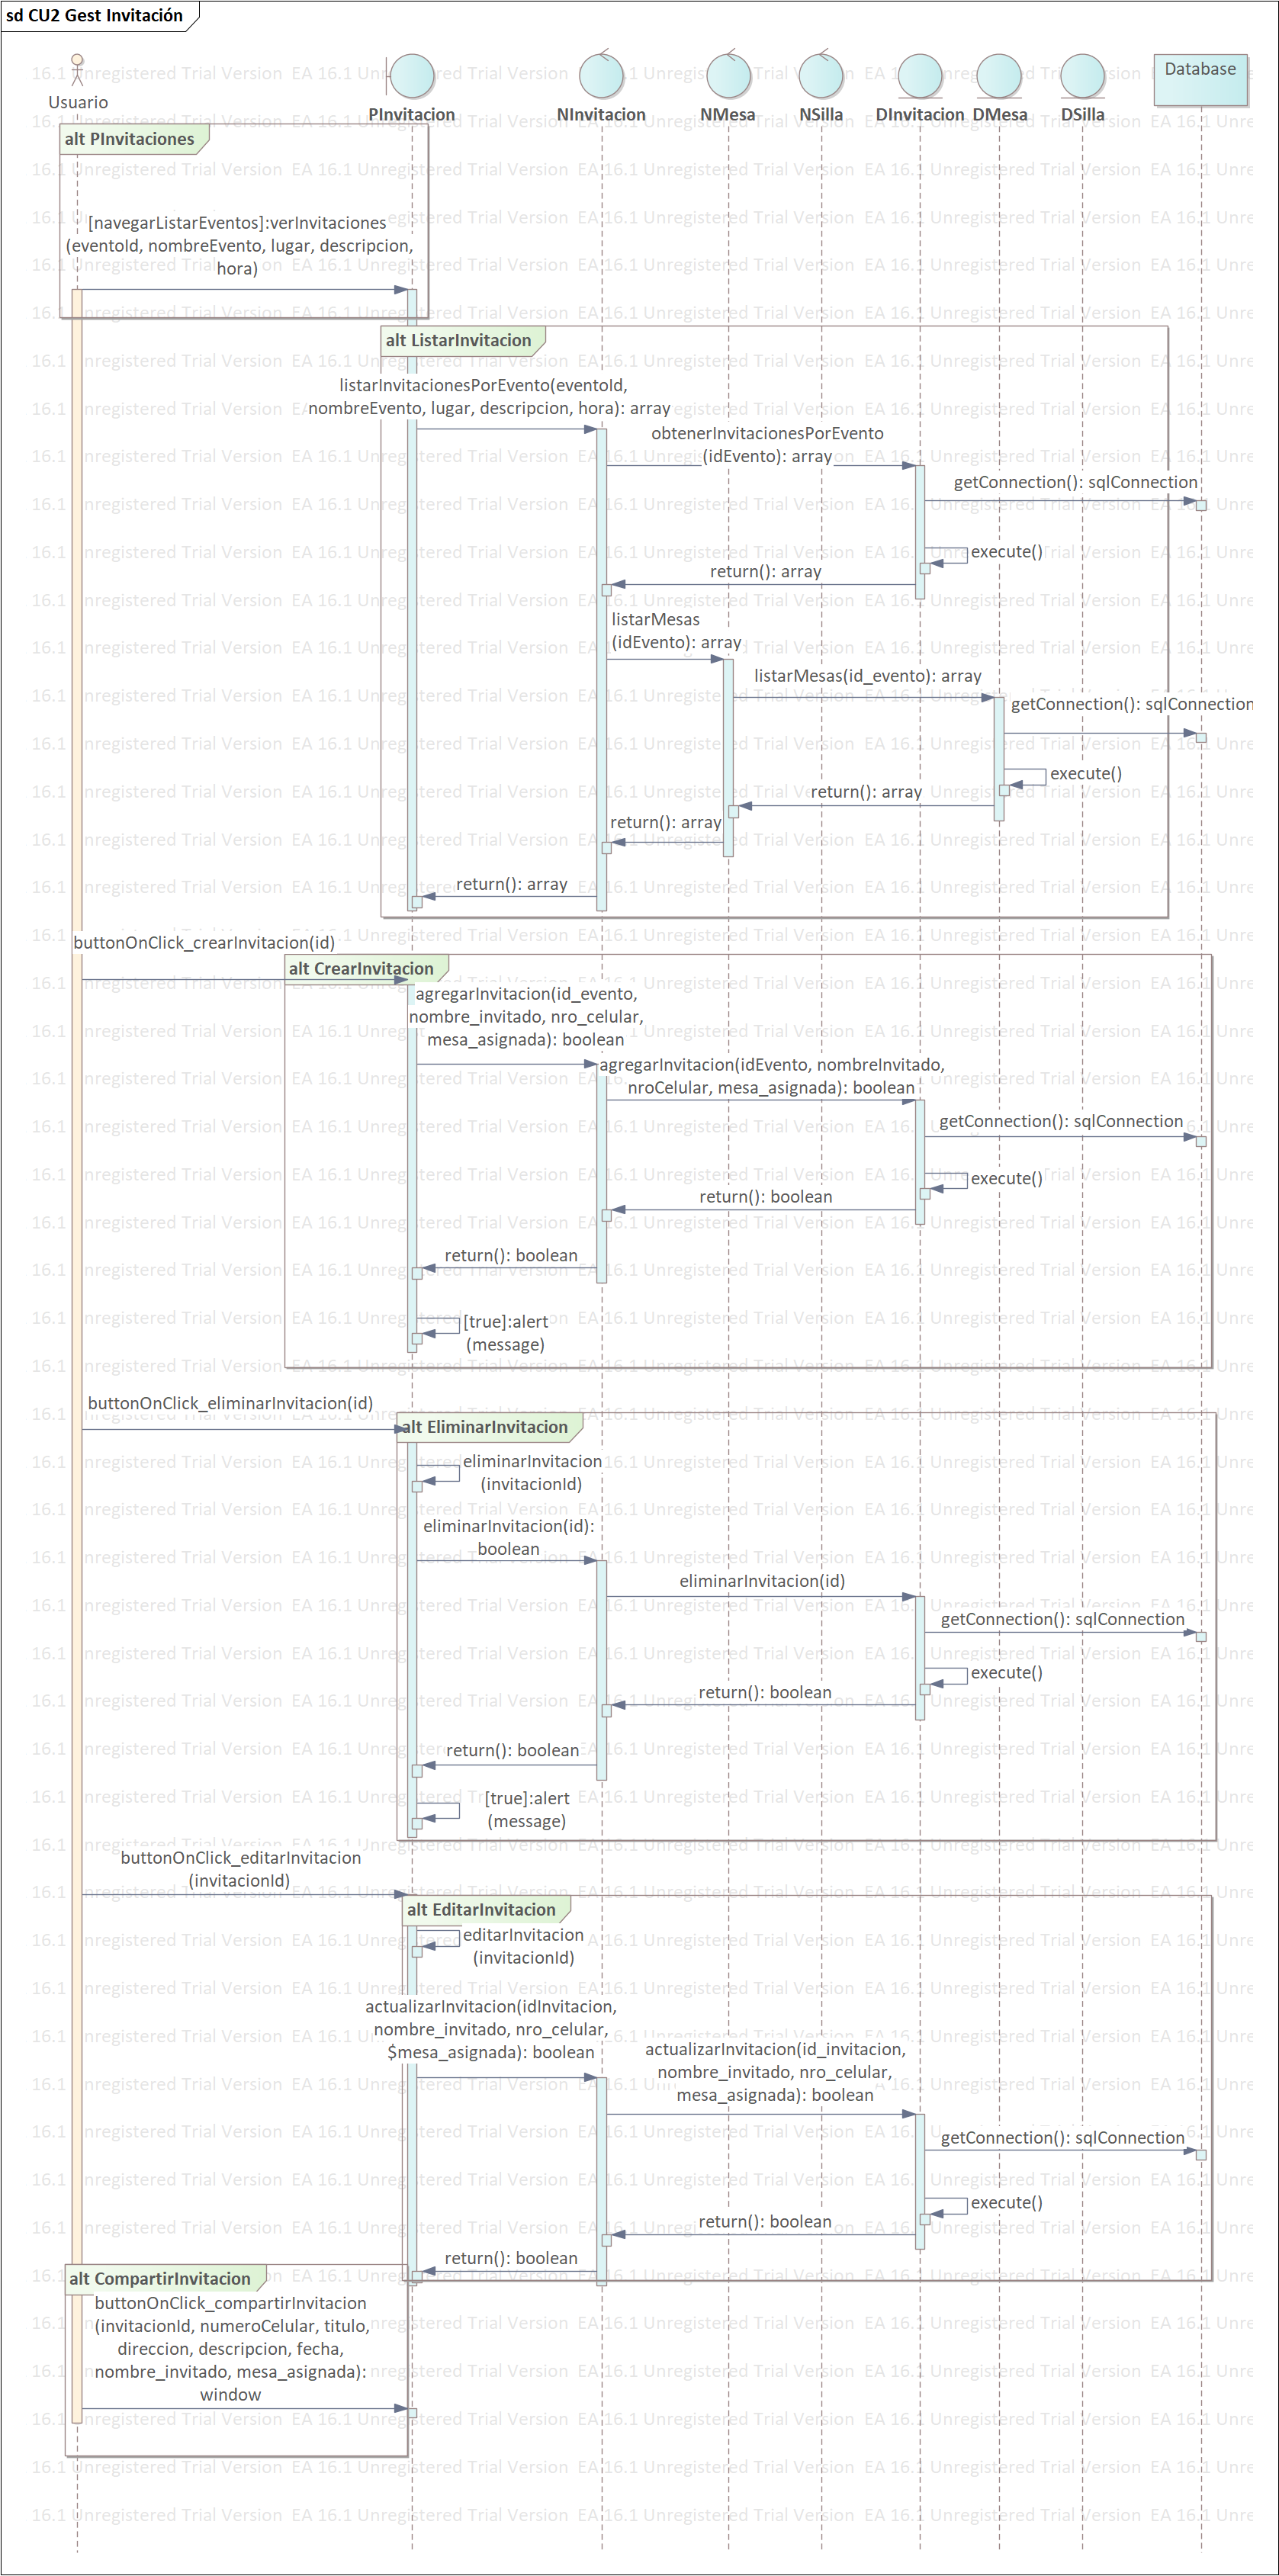 sd CU2 Gest Invitación
Usuario
PInvitacion
NInvitacion
NMesa
NSilla
DInvitacion
DMesa
DSilla
Database
alt PInvitaciones
[navegarListarEventos]:verInvitaciones
(eventoId, nombreEvento, lugar, descripcion,
hora)
alt ListarInvitacion
listarInvitacionesPorEvento(eventoId,
nombreEvento, lugar, descripcion, hora): array
obtenerInvitacionesPorEvento
(idEvento): array
getConnection(): sqlConnection
execute()
return(): array
listarMesas
(idEvento): array
listarMesas(id_evento): array
getConnection(): sqlConnection
execute()
return(): array
return(): array
return(): array
buttonOnClick_crearInvitacion(id)
alt CrearInvitacion
agregarInvitacion(id_evento,
nombre_invitado, nro_celular,
mesa_asignada): boolean
agregarInvitacion(idEvento, nombreInvitado,
nroCelular, mesa_asignada): boolean
getConnection(): sqlConnection
execute()
return(): boolean
return(): boolean
[true]:alert
(message)
buttonOnClick_eliminarInvitacion(id)
alt EliminarInvitacion
eliminarInvitacion
(invitacionId)
eliminarInvitacion(id):
boolean
eliminarInvitacion(id)
getConnection(): sqlConnection
execute()
return(): boolean
return(): boolean
[true]:alert
(message)
buttonOnClick_editarInvitacion
(invitacionId)
alt EditarInvitacion
editarInvitacion
(invitacionId)
actualizarInvitacion(idInvitacion,
nombre_invitado, nro_celular,
$mesa_asignada): boolean
actualizarInvitacion(id_invitacion,
nombre_invitado, nro_celular,
mesa_asignada): boolean
getConnection(): sqlConnection
execute()
return(): boolean
return(): boolean
alt CompartirInvitacion
buttonOnClick_compartirInvitacion
(invitacionId, numeroCelular, titulo,
direccion, descripcion, fecha,
nombre_invitado, mesa_asignada):
window
EA 16.1 Unregistered Trial Version